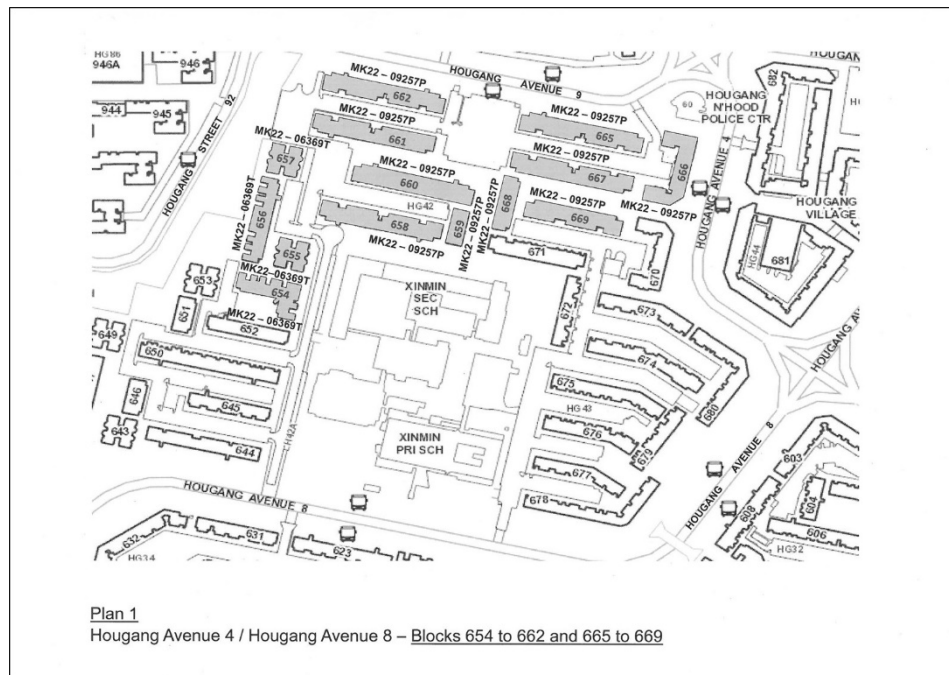 HG86
946A
946
944
945
HOUGANG STREET 92
MK22 – 09257P
662
HOUGANG AVENUE 9
MK22 – 09257P
661
MK22 – 06369T
657
MK22 – 09257P
660
HG42
MK22 – 09257P
665
MK22 – 09257P
667
666
MK22 – 09257P
60
HOUGANG
N'HOOD
POLICE CTR
HOUGANG AVENUE 4
682
HOUGANG
VILLAGE
MK22 – 06369T
656
655
MK22 – 06369T
654
MK22 – 06369T
658
MK22 – 09257P
659
MK22 – 09257P
MK22 – 09257P
668
MK22 – 09257P
669
671
670
HG44
681
653
651
652
649
650
646
645
643
644
XINMIN
SEC
SCH
XINMIN
PRI SCH
672
673
674
675
HG43
676
677
678
679
680
HOUGANG AVENUE 8
HOUGANG AVENUE 8
632
631
623
HG34
603
604
608
606
HG32
Plan 1
Hougang Avenue 4 / Hougang Avenue 8 – Blocks 654 to 662 and 665 to 669